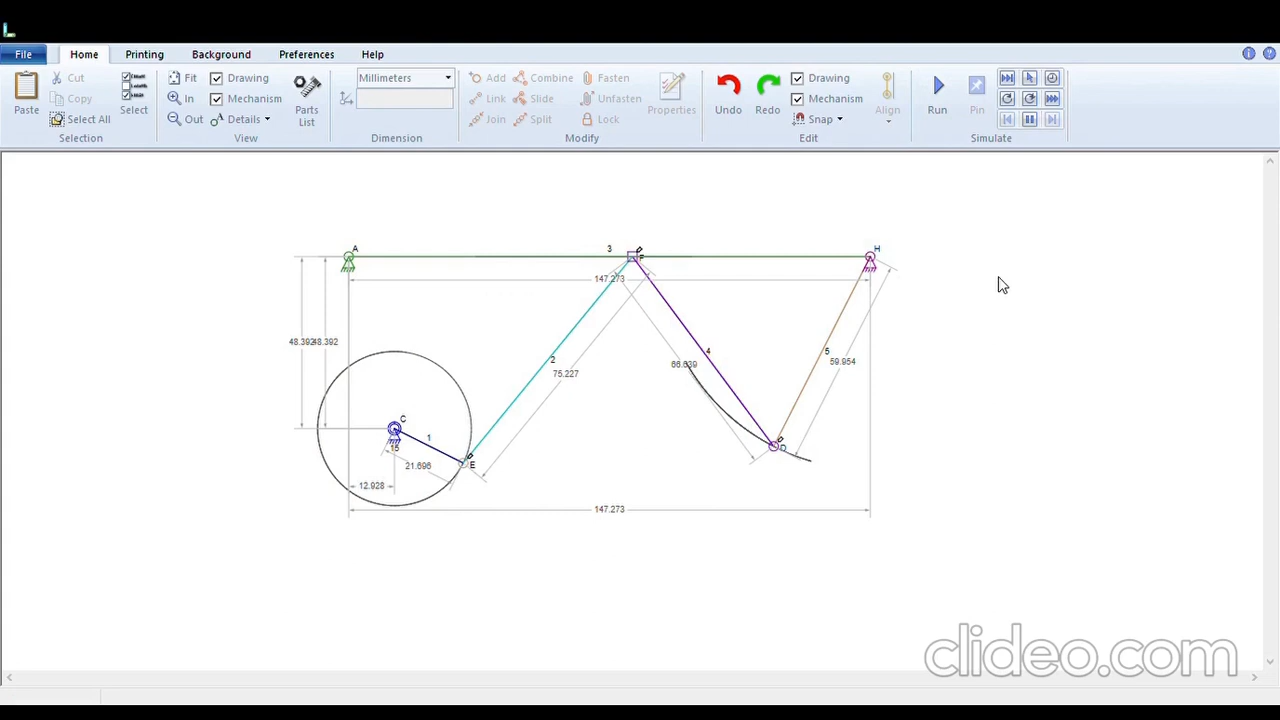 File Home Printing Background Preferences Help
Cut Fit Drawing Millimeters Add Combine Fasten Drawing
Copy In Mechanism Link Slide Unfasten Mechanism
Paste Select All Select Out Details Parts List Join Split Lock Properties Undo Redo Snap Align Run Pin
Selection View Dimension Modify Edit Simulate
A 3 F H
147.273
48.392 48.392
2 4 5
75.227 66.639 59.954
C
1
15
21.696 E
12.928
147.273
clideo.com